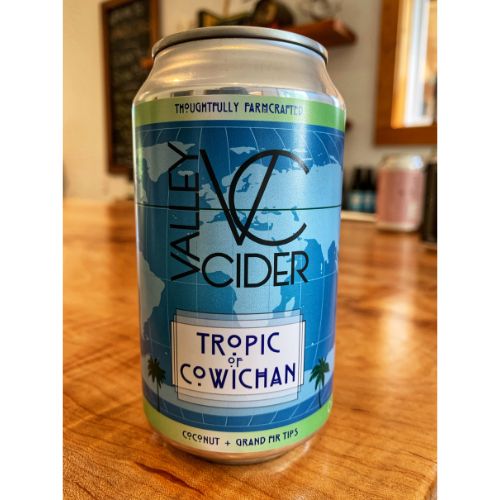 THOUGHTFULLY FARMCRAFTED
VALLEY
VC
CIDER
TROPIC
OF
COWICHAN
COCONUT + GRAND FIR TIPS